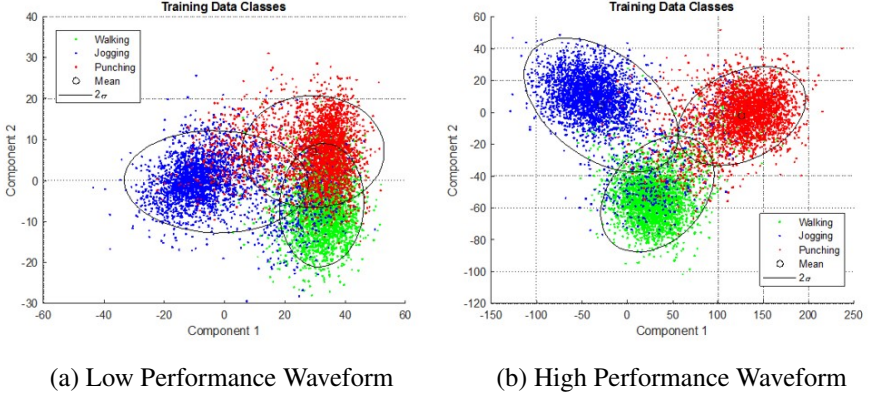 Training Data Classes
40
30
20
10
0
-10
-20
-30
-60
-40
-20
0
20
40
60
Component 2
Component 1
Walking
Jogging
Punching
Mean
2σ
(a) Low Performance Waveform
Training Data Classes
60
40
20
0
-20
-40
-60
-80
-100
-120
-150
-100
-50
0
50
100
150
200
250
Component 2
Component 1
Walking
Jogging
Punching
Mean
2σ
(b) High Performance Waveform